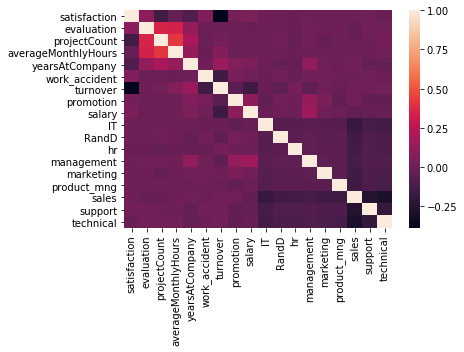 satisfaction
evaluation
projectCount
averageMonthlyHours
yearsAtCompany
work_accident
turnover
promotion
salary
IT
RandD
hr
management
marketing
product_mng
sales
support
technical
satisfaction
evaluation
projectCount
averageMonthlyHours
yearsAtCompany
work_accident
turnover
promotion
salary
IT
RandD
hr
management
marketing
product_mng
sales
support
technical
1.00
0.75
0.50
0.25
0.00
−0.25